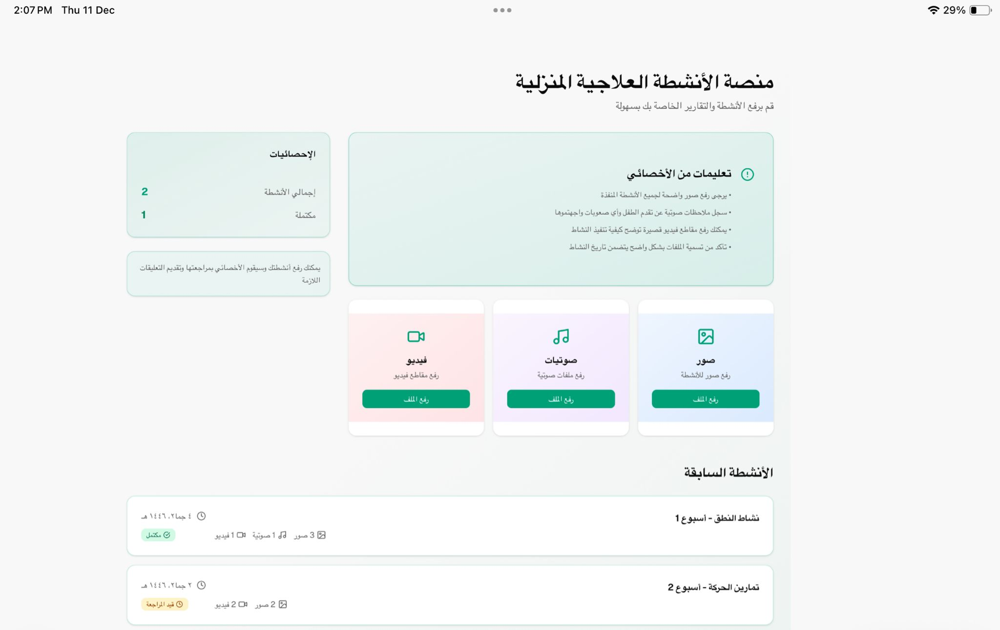 2:07 PM Thu 11 Dec
29%
منصة الأنشطة العلاجية المنزلية
قم برفع الأنشطة والتقارير الخاصة بك بسهولة
تعليمات من الأخصائي
• يرجى رفع صور واضحة لجميع الأنشطة المنفذة
• سجل ملاحظات صوتية عن تقدم الطفل وأي صعوبات واجهتموها
• يمكنك رفع مقاطع فيديو قصيرة توضح كيفية تنفيذ النشاط
• تأكد من تسمية الملفات بشكل واضح يتضمن تاريخ النشاط
الإحصائيات
إجمالي الأنشطة 2
مكتملة 1
يمكنك رفع أنشطتك وسيقوم الأخصائي بمراجعتها وتقديم التعليقات
اللازمة
صور
رفع صور للأنشطة
رفع الملف
صوتيات
رفع ملفات صوتية
رفع الملف
فيديو
رفع مقاطع فيديو
رفع الملف
الأنشطة السابقة
نشاط النطق - أسبوع 1
٤ جما٢، ١٤٤٦ هـ
3 صور 1 صوتية 1 فيديو
مكتمل
تمارين الحركة - أسبوع 2
٢ جما٢، ١٤٤٦ هـ
2 صور 2 فيديو
قيد المراجعة